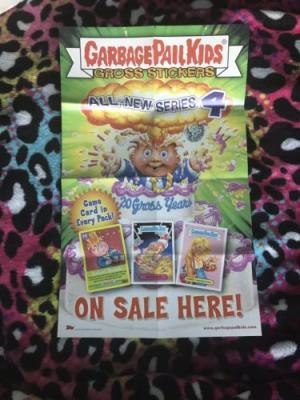 GARBAGE PAIL KIDS
GROSS STICKERS
ALL-NEW SERIES 4
20 Gross Years
Game
Card in
Every Pack!
ON SALE HERE!
www.garbagepailkids.com